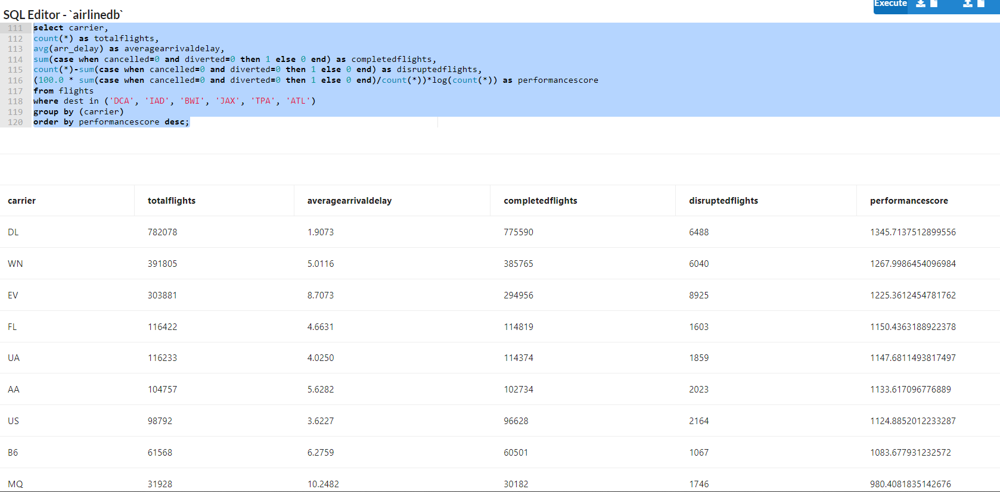 Execute
SQL Editor - `airlinedb`
111 select carrier,
112 count(*) as totalflights,
113 avg(arr_delay) as averagearrivaldelay,
114 sum(case when cancelled=0 and diverted=0 then 1 else 0 end) as completedflights,
115 count(*)-sum(case when cancelled=0 and diverted=0 then 1 else 0 end) as disruptedflights,
116 (100.0 * sum(case when cancelled=0 and diverted=0 then 1 else 0 end)/count(*))*log(count(*)) as performancescore
117 from flights
118 where dest in ('DCA', 'IAD', 'BWI', 'JAX', 'TPA', 'ATL')
119 group by (carrier)
120 order by performancescore desc;
carrier totalflights averagearrivaldelay completedflights disruptedflights performancescore
DL 782078 1.9073 775590 6488 1345.7137512899556
WN 391805 5.0116 385765 6040 1267.9986454096984
EV 303881 8.7073 294956 8925 1225.3612454781762
FL 116422 4.6631 114819 1603 1150.4363188922378
UA 116233 4.0250 114374 1859 1147.6811493817497
AA 104757 5.6282 102734 2023 1133.617096776889
US 98792 3.6227 96628 2164 1124.8852012233287
B6 61568 6.2759 60501 1067 1083.677931232572
MQ 31928 10.2482 30182 1746 980.4081835142676